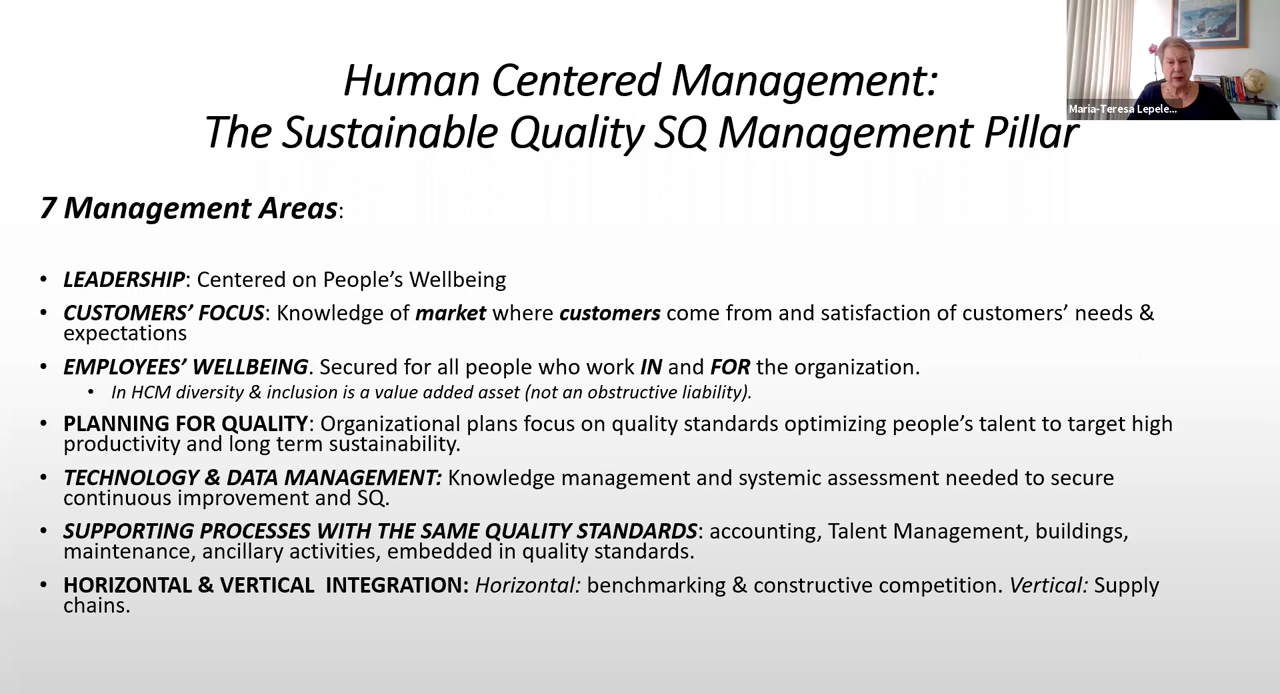 Human Centered Management:
The Sustainable Quality SQ Management Pillar
Maria-Teresa Lepele...
7 Management Areas:
• LEADERSHIP: Centered on People’s Wellbeing
• CUSTOMERS’ FOCUS: Knowledge of market where customers come from and satisfaction of customers’ needs &
expectations
• EMPLOYEES’ WELLBEING. Secured for all people who work IN and FOR the organization.
• In HCM diversity & inclusion is a value added asset (not an obstructive liability).
• PLANNING FOR QUALITY: Organizational plans focus on quality standards optimizing people’s talent to target high
productivity and long term sustainability.
• TECHNOLOGY & DATA MANAGEMENT: Knowledge management and systemic assessment needed to secure
continuous improvement and SQ.
• SUPPORTING PROCESSES WITH THE SAME QUALITY STANDARDS: accounting, Talent Management, buildings,
maintenance, ancillary activities, embedded in quality standards.
• HORIZONTAL & VERTICAL  INTEGRATION: Horizontal: benchmarking & constructive competition. Vertical: Supply
chains.